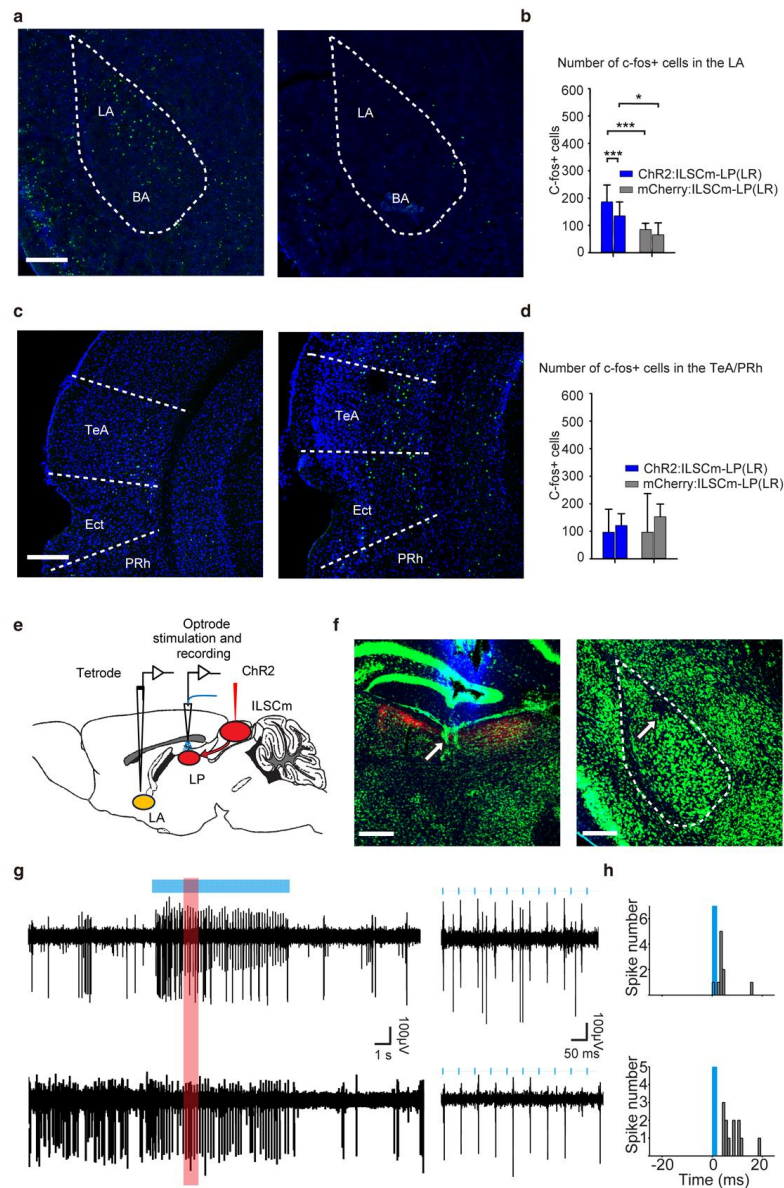 a
LA
BA
LA
BA
b
Number of c-fos+ cells in the LA
C-fos+ cells
600
500
400
300
200
100
0
*
***
***
ChR2:ILSCm-LP(LR)
mCherry:ILSCm-LP(LR)
c
TeA
Ect
PRh
TeA
Ect
PRh
d
Number of c-fos+ cells in the TeA/PRh
C-fos+ cells
600
500
400
300
200
100
0
ChR2:ILSCm-LP(LR)
mCherry:ILSCm-LP(LR)
e
Optrode
stimulation and
recording
Tetrode
ChR2
ILSCm
LP
LA
f
g
100µV
1 s
100µV
50 ms
h
Spike number
6
4
2
Spike number
5
4
3
2
1
-20
0
20
Time (ms)